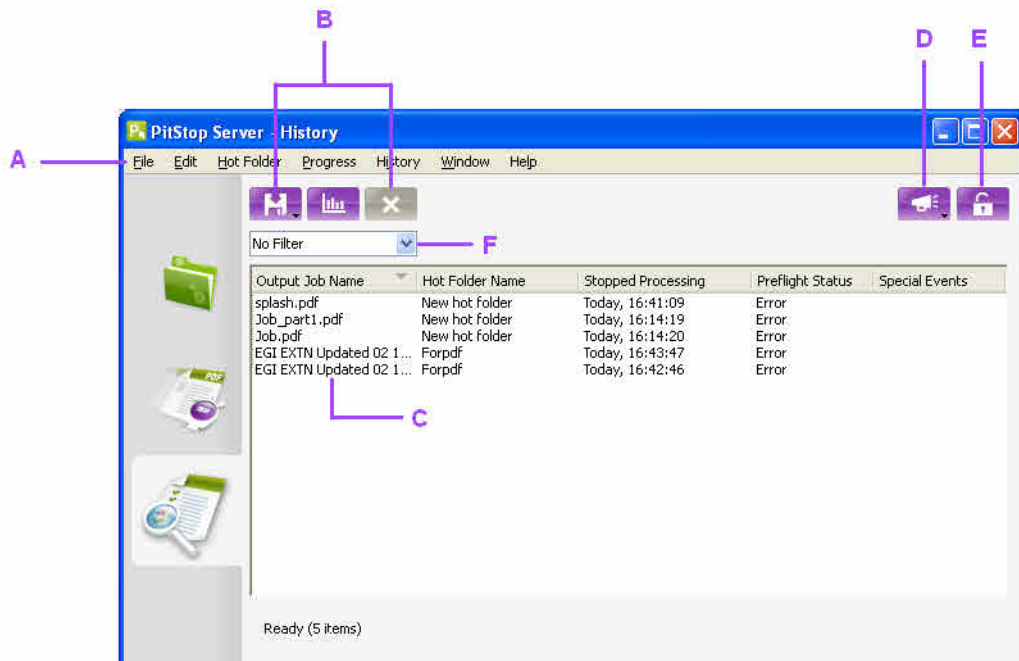 B
D E
PitStop Server - History
A
File Edit Hot Folder Progress History Window Help
No Filter
F
Output Job Name Hot Folder Name Stopped Processing Preflight Status Special Events
splash.pdf New hot folder Today, 16:41:09 Error
Job_part1.pdf New hot folder Today, 16:14:19 Error
Job.pdf New hot folder Today, 16:14:20 Error
EGI EXTN Updated 02 1... Forpdf Today, 16:43:47 Error
EGI EXTN Updated 02 1... Forpdf Today, 16:42:46 Error
PDF
C
Ready (5 items)